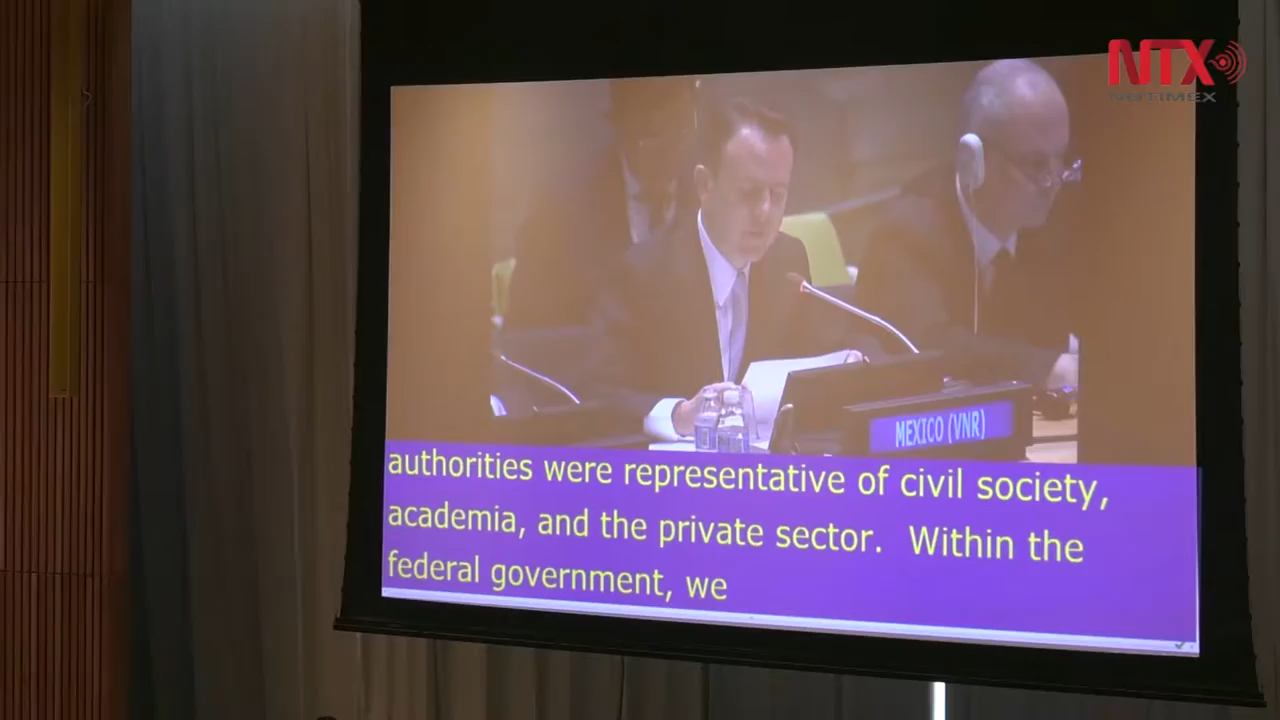 NTX
NOTIMEX
MEXICO (VNR)
authorities were representative of civil society,
academia, and the private sector.  Within the
federal government, we